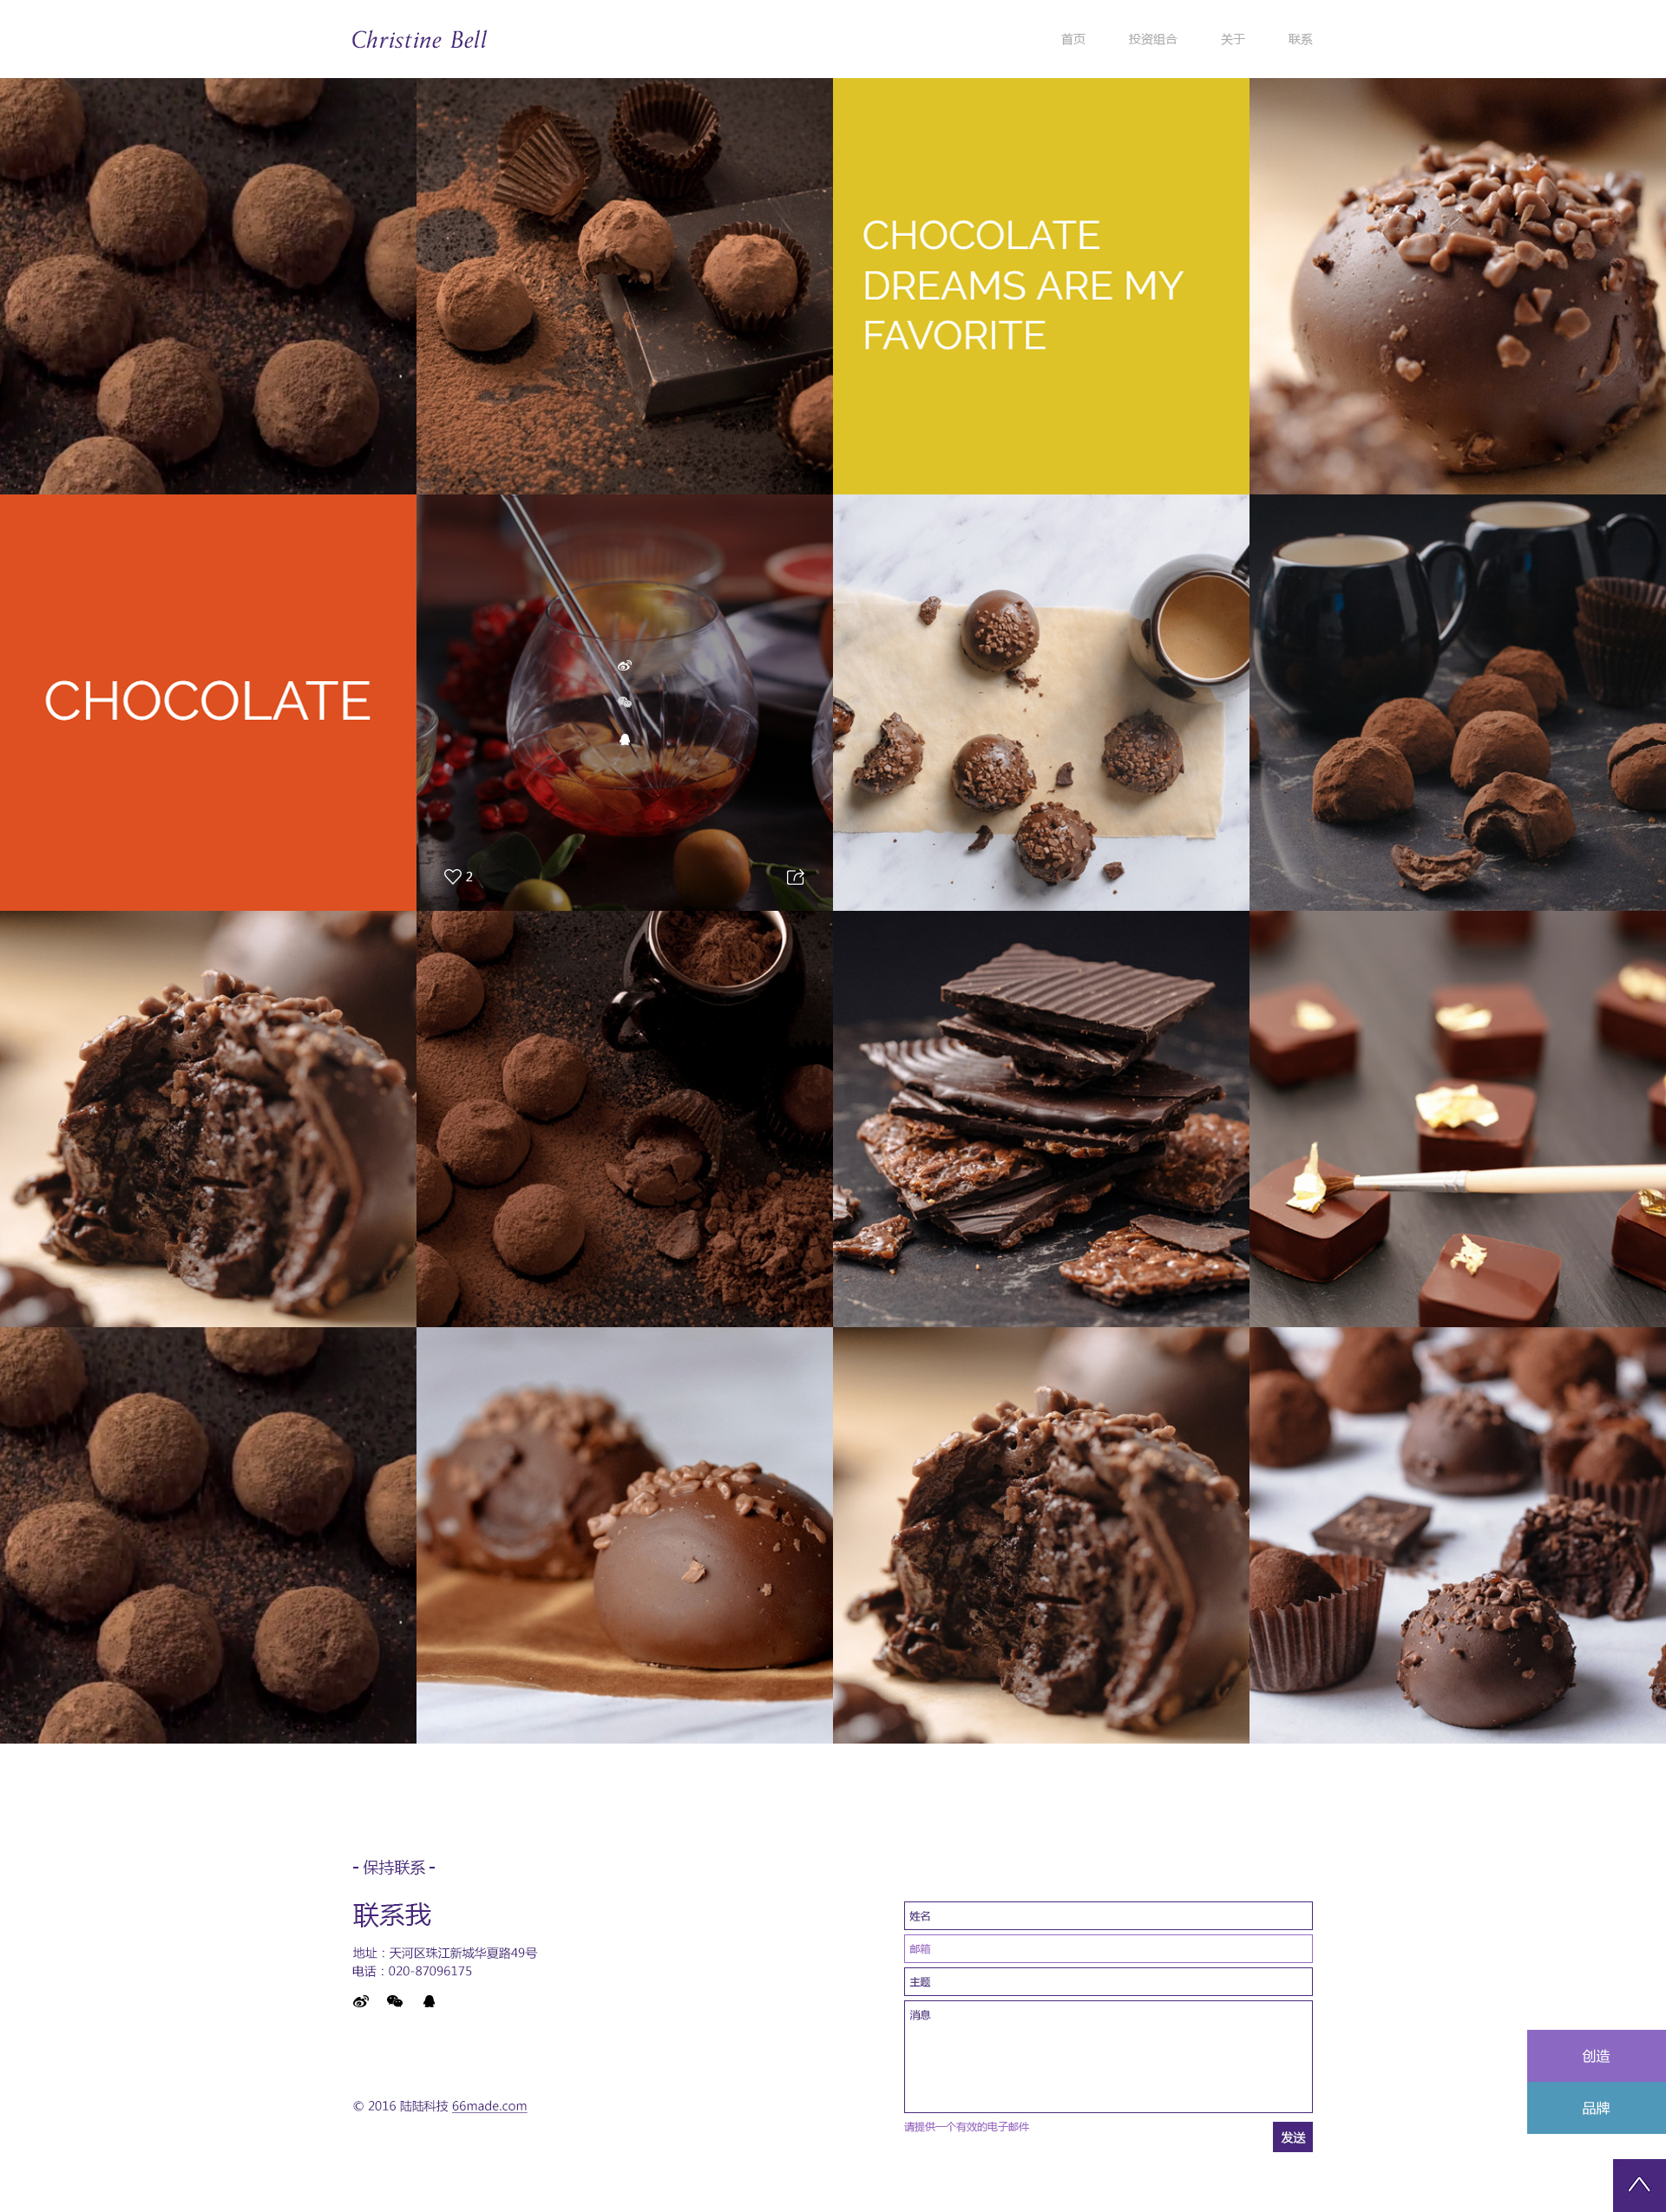 Christine Bell
首页 投资组合 关于 联系
CHOCOLATE
DREAMS ARE MY
FAVORITE
CHOCOLATE
2
- 保持联系 -
联系我
地址：天河区珠江新城华夏路49号
电话：020-87096175
© 2016 陆陆科技 66made.com
姓名
邮箱
主题
消息
请提供一个有效的电子邮件
发送
创造
品牌